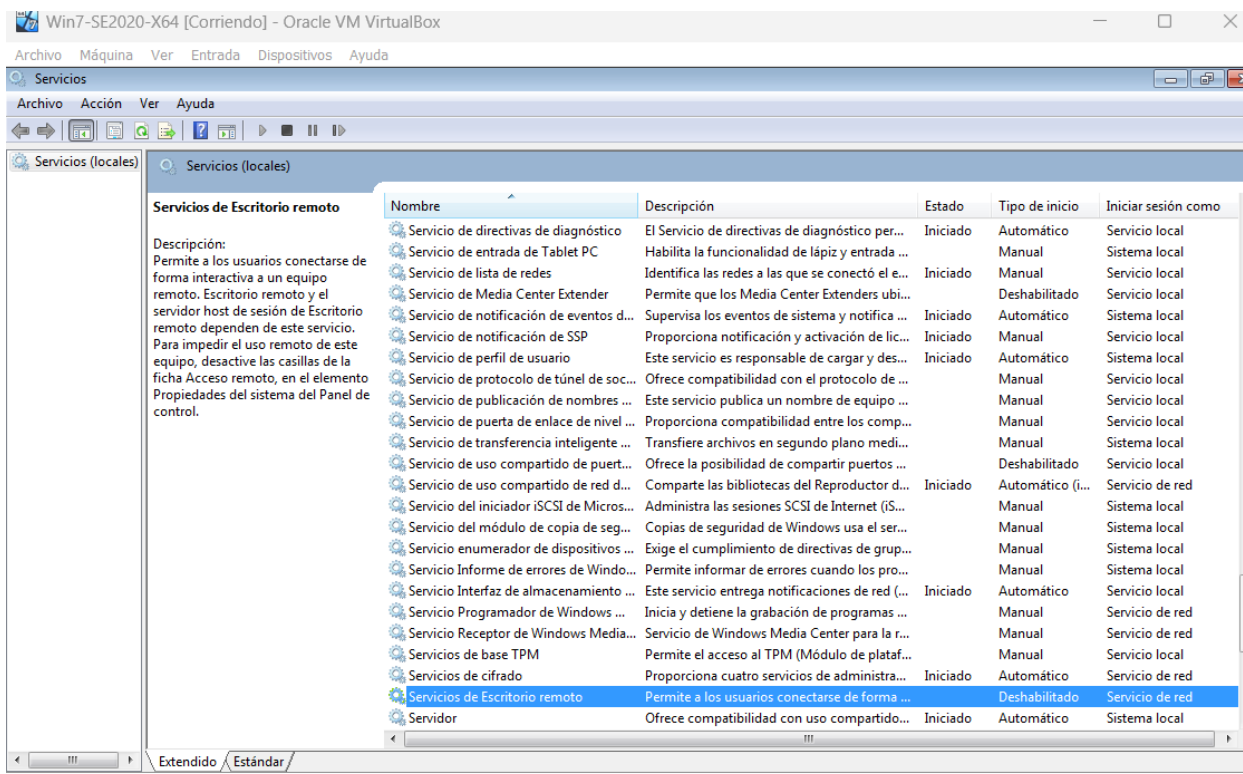 Win7-SE2020-X64 [Corriendo] - Oracle VM VirtualBox
Archivo Máquina Ver Entrada Dispositivos Ayuda
Servicios
Archivo Acción Ver Ayuda
Servicios (locales)
Servicios (locales)
Servicios de Escritorio remoto
Descripción:
Permite a los usuarios conectarse de
forma interactiva a un equipo
remoto. Escritorio remoto y el
servidor host de sesión de Escritorio
remoto dependen de este servicio.
Para impedir el uso remoto de este
equipo, desactive las casillas de la
ficha Acceso remoto, en el elemento
Propiedades del sistema del Panel de
control.
Nombre Descripción Estado Tipo de inicio Iniciar sesión como
Servicio de directivas de diagnóstico El Servicio de directivas de diagnóstico per... Iniciado Automático Servicio local
Servicio de entrada de Tablet PC Habilita la funcionalidad de lápiz y entrada ... Manual Sistema local
Servicio de lista de redes Identifica las redes a las que se conectó el e... Iniciado Manual Servicio local
Servicio de Media Center Extender Permite que los Media Center Extenders ubi... Deshabilitado Servicio local
Servicio de notificación de eventos d... Supervisa los eventos de sistema y notifica ... Iniciado Automático Sistema local
Servicio de notificación de SSP Proporciona notificación y activación de lic... Iniciado Manual Servicio local
Servicio de perfil de usuario Este servicio es responsable de cargar y des... Iniciado Automático Sistema local
Servicio de protocolo de túnel de soc... Ofrece compatibilidad con el protocolo de ... Manual Servicio local
Servicio de publicación de nombres ... Este servicio publica un nombre de equipo ... Manual Servicio local
Servicio de puerta de enlace de nivel ... Proporciona compatibilidad entre los comp... Manual Servicio local
Servicio de transferencia inteligente ... Transfiere archivos en segundo plano medi... Manual Sistema local
Servicio de uso compartido de puert... Ofrece la posibilidad de compartir puertos ... Deshabilitado Servicio local
Servicio de uso compartido de red d... Comparte las bibliotecas del Reproductor d... Iniciado Automático (i... Servicio de red
Servicio del iniciador iSCSI de Micros... Administra las sesiones SCSI de Internet (iS... Manual Sistema local
Servicio del módulo de copia de seg... Copias de seguridad de Windows usa el ser... Manual Sistema local
Servicio enumerador de dispositivos ... Exige el cumplimiento de directivas de grup... Manual Sistema local
Servicio Informe de errores de Windo... Permite informar de errores cuando los pro... Manual Sistema local
Servicio Interfaz de almacenamiento ... Este servicio entrega notificaciones de red (... Iniciado Automático Servicio local
Servicio Programador de Windows ... Inicia y detiene la grabación de programas ... Manual Servicio de red
Servicio Receptor de Windows Media... Servicio de Windows Media Center para la r... Manual Servicio de red
Servicios de base TPM Permite el acceso al TPM (Módulo de plataf... Manual Servicio local
Servicios de cifrado Proporciona cuatro servicios de administra... Iniciado Automático Servicio de red
Servicios de Escritorio remoto Permite a los usuarios conectarse de forma ... Deshabilitado Servicio de red
Servidor Ofrece compatibilidad con uso compartido... Iniciado Automático Sistema local
Extendido Estándar